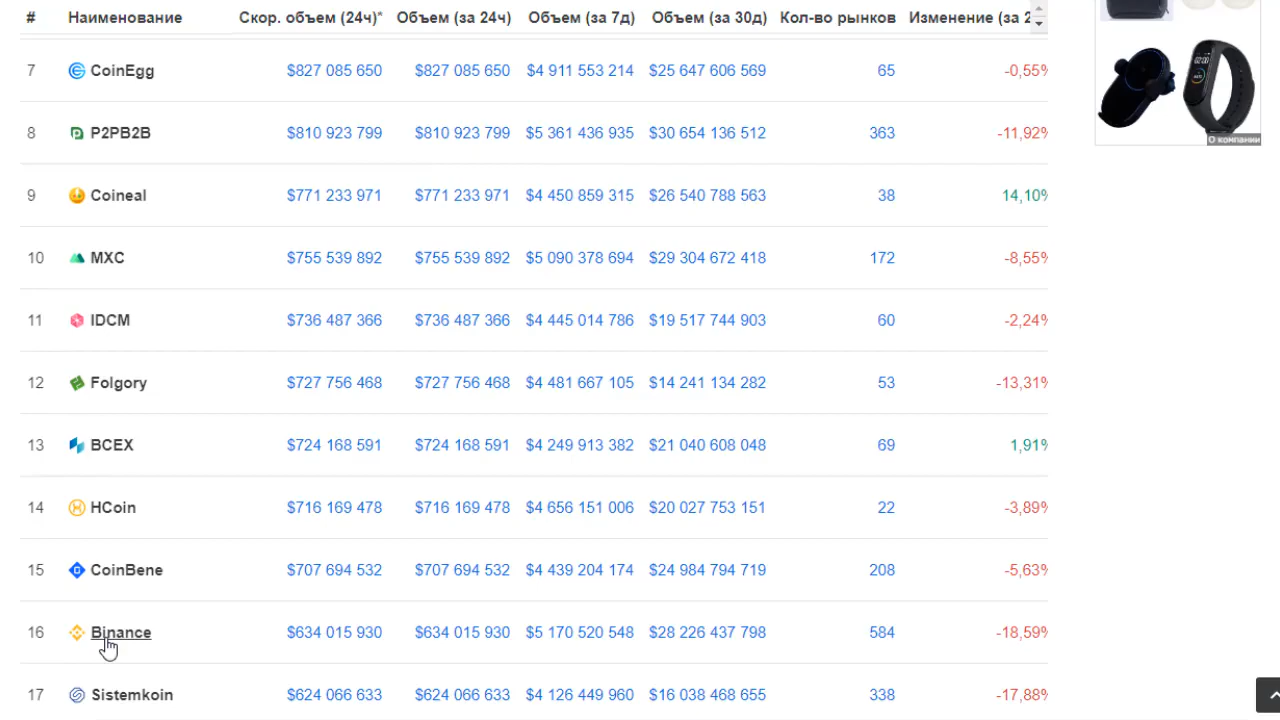 # Наименование Скор. объем (24ч)* Объем (за 24ч) Объем (за 7д) Объем (за 30д) Кол-во рынков Изменение (за 2
7 CoinEgg $827 085 650 $827 085 650 $4 911 553 214 $25 647 606 569 65 -0,55%
8 P2PB2B $810 923 799 $810 923 799 $5 361 436 935 $30 654 136 512 363 -11,92%
9 Coineal $771 233 971 $771 233 971 $4 450 859 315 $26 540 788 563 38 14,10%
10 MXC $755 539 892 $755 539 892 $5 090 378 694 $29 304 672 418 172 -8,55%
11 IDCM $736 487 366 $736 487 366 $4 445 014 786 $19 517 744 903 60 -2,24%
12 Folgory $727 756 468 $727 756 468 $4 481 667 105 $14 241 134 282 53 -13,31%
13 BCEX $724 168 591 $724 168 591 $4 249 913 382 $21 040 608 048 69 1,91%
14 HCoin $716 169 478 $716 169 478 $4 656 151 006 $20 027 753 151 22 -3,89%
15 CoinBene $707 694 532 $707 694 532 $4 439 204 174 $24 984 794 719 208 -5,63%
16 Binance $634 015 930 $634 015 930 $5 170 520 548 $28 226 437 798 584 -18,59%
17 Sistemkoin $624 066 633 $624 066 633 $4 126 449 960 $16 038 468 655 338 -17,88%
О компании